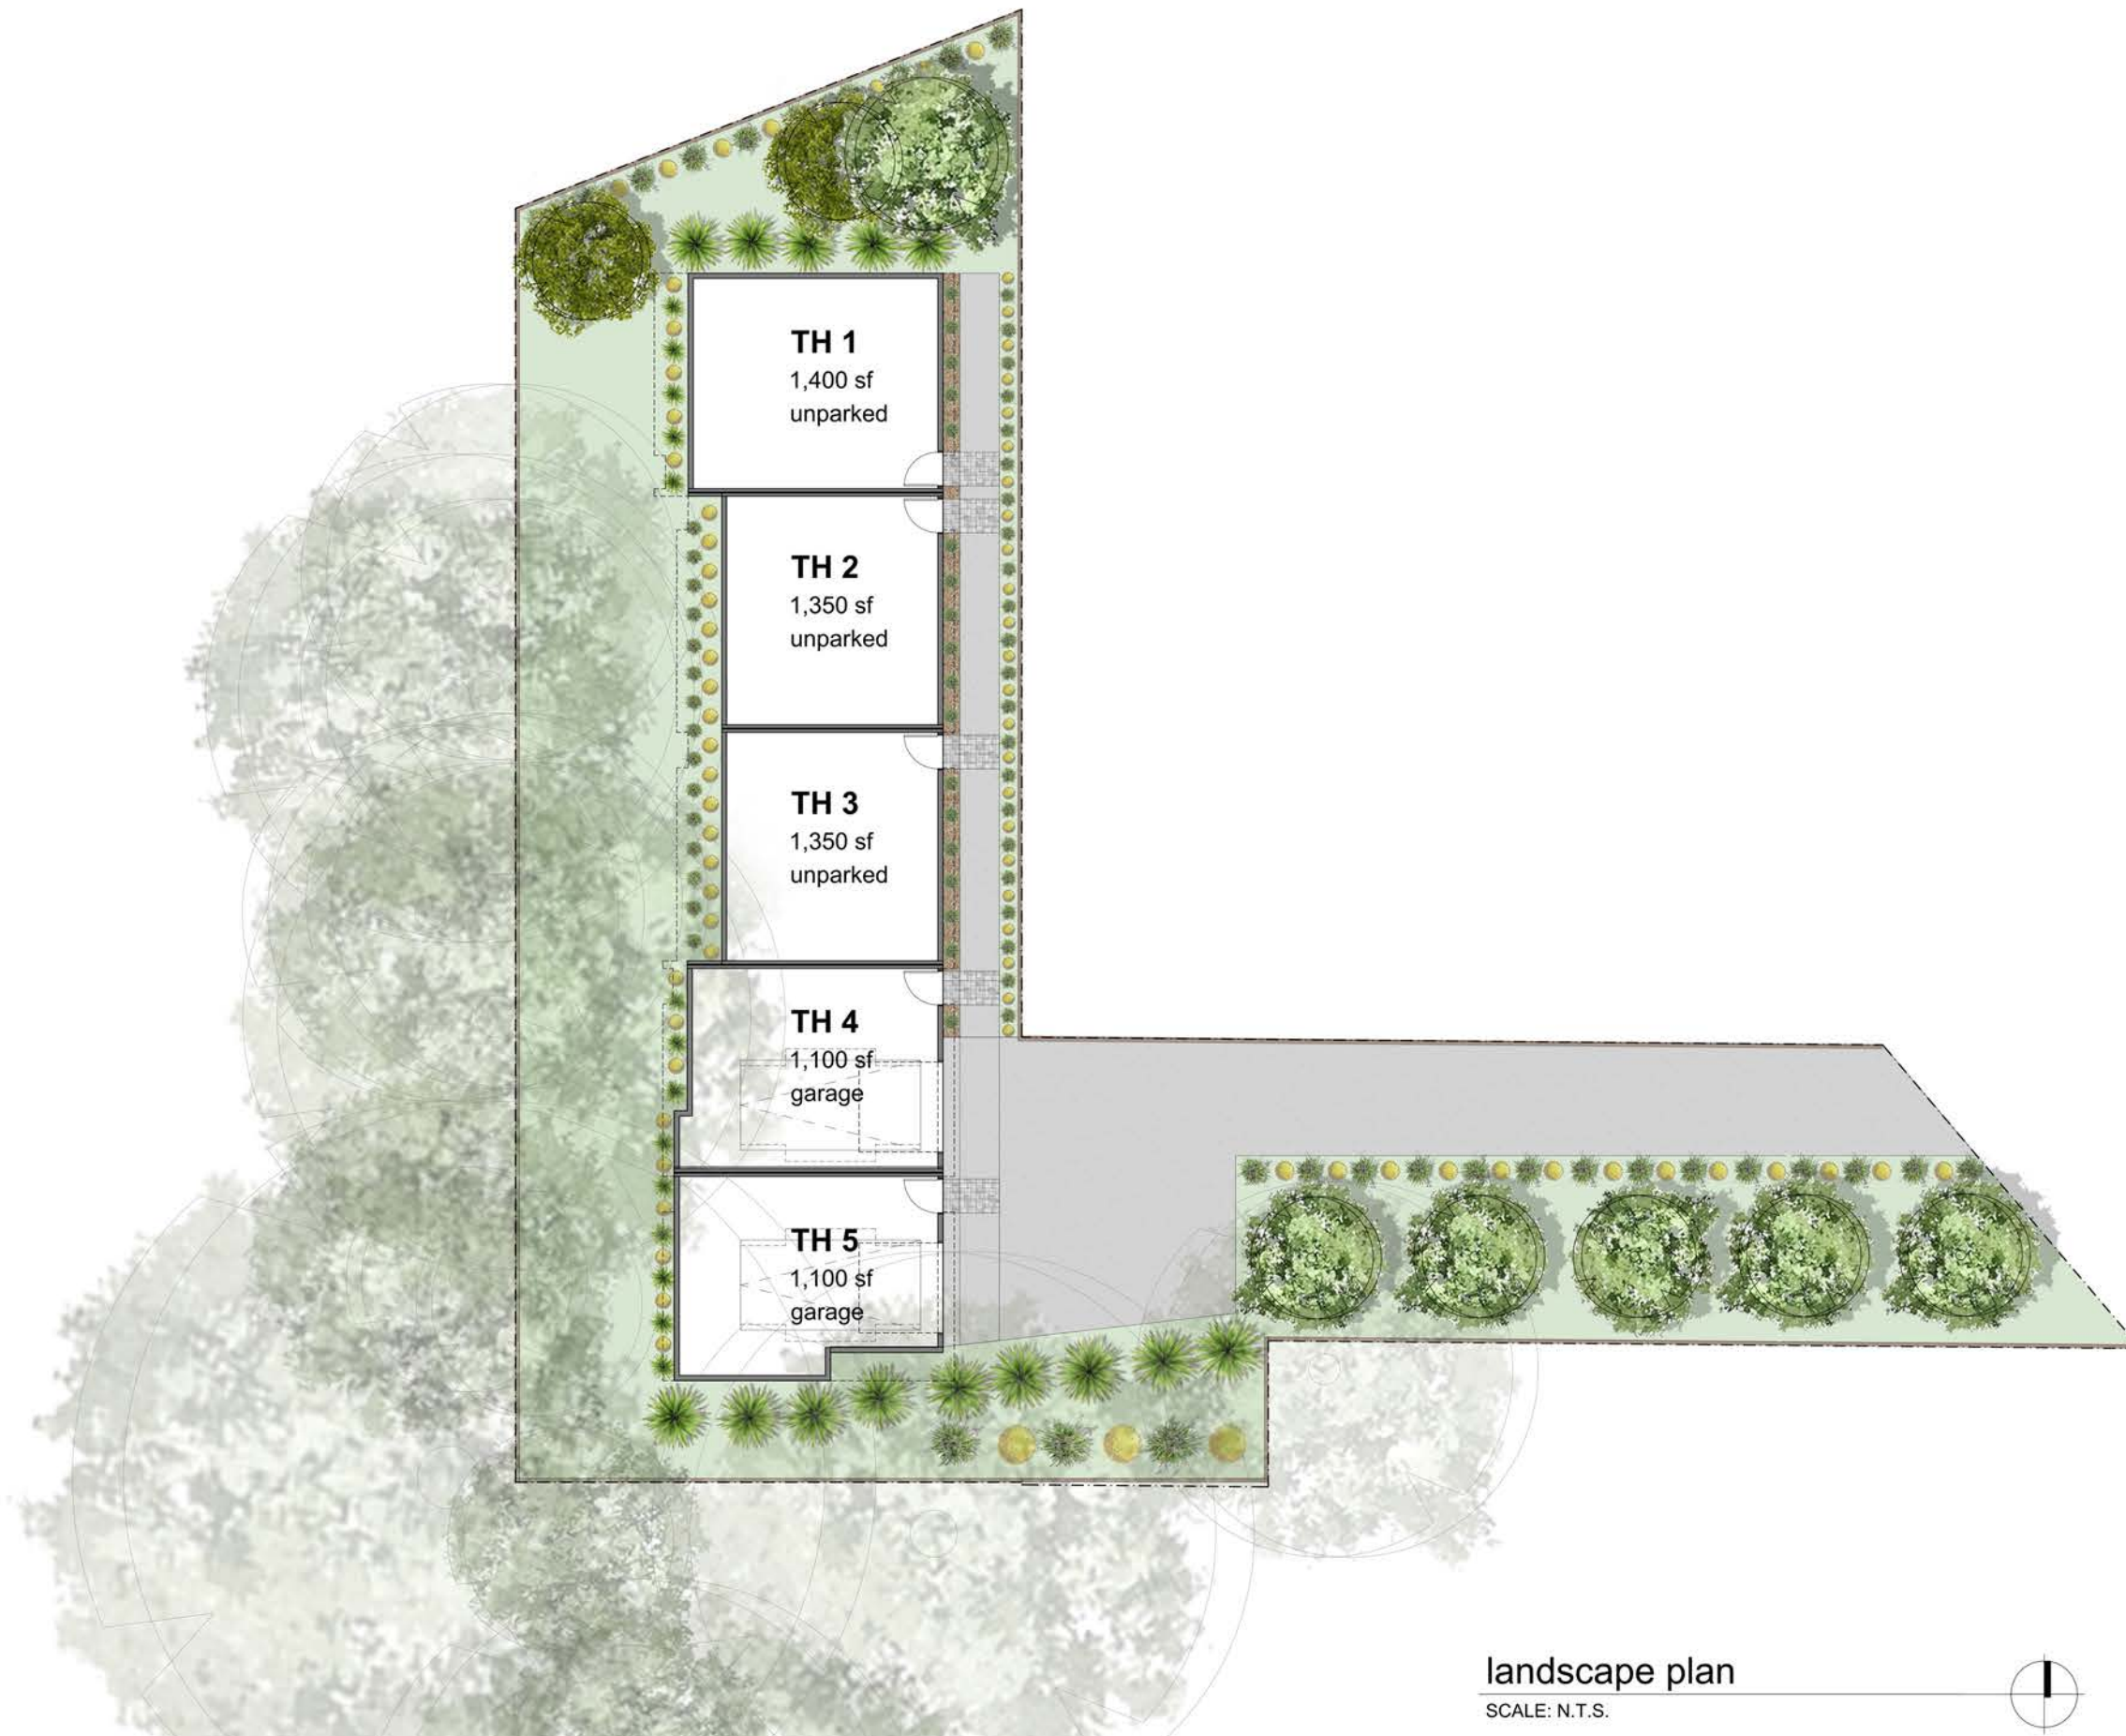 TH 1
1,400 sf
unparked
TH 2
1,350 sf
unparked
TH 3
1,350 sf
unparked
TH 4
1,100 sf
garage
TH 5
1,100 sf
garage
landscape plan
SCALE: N.T.S.